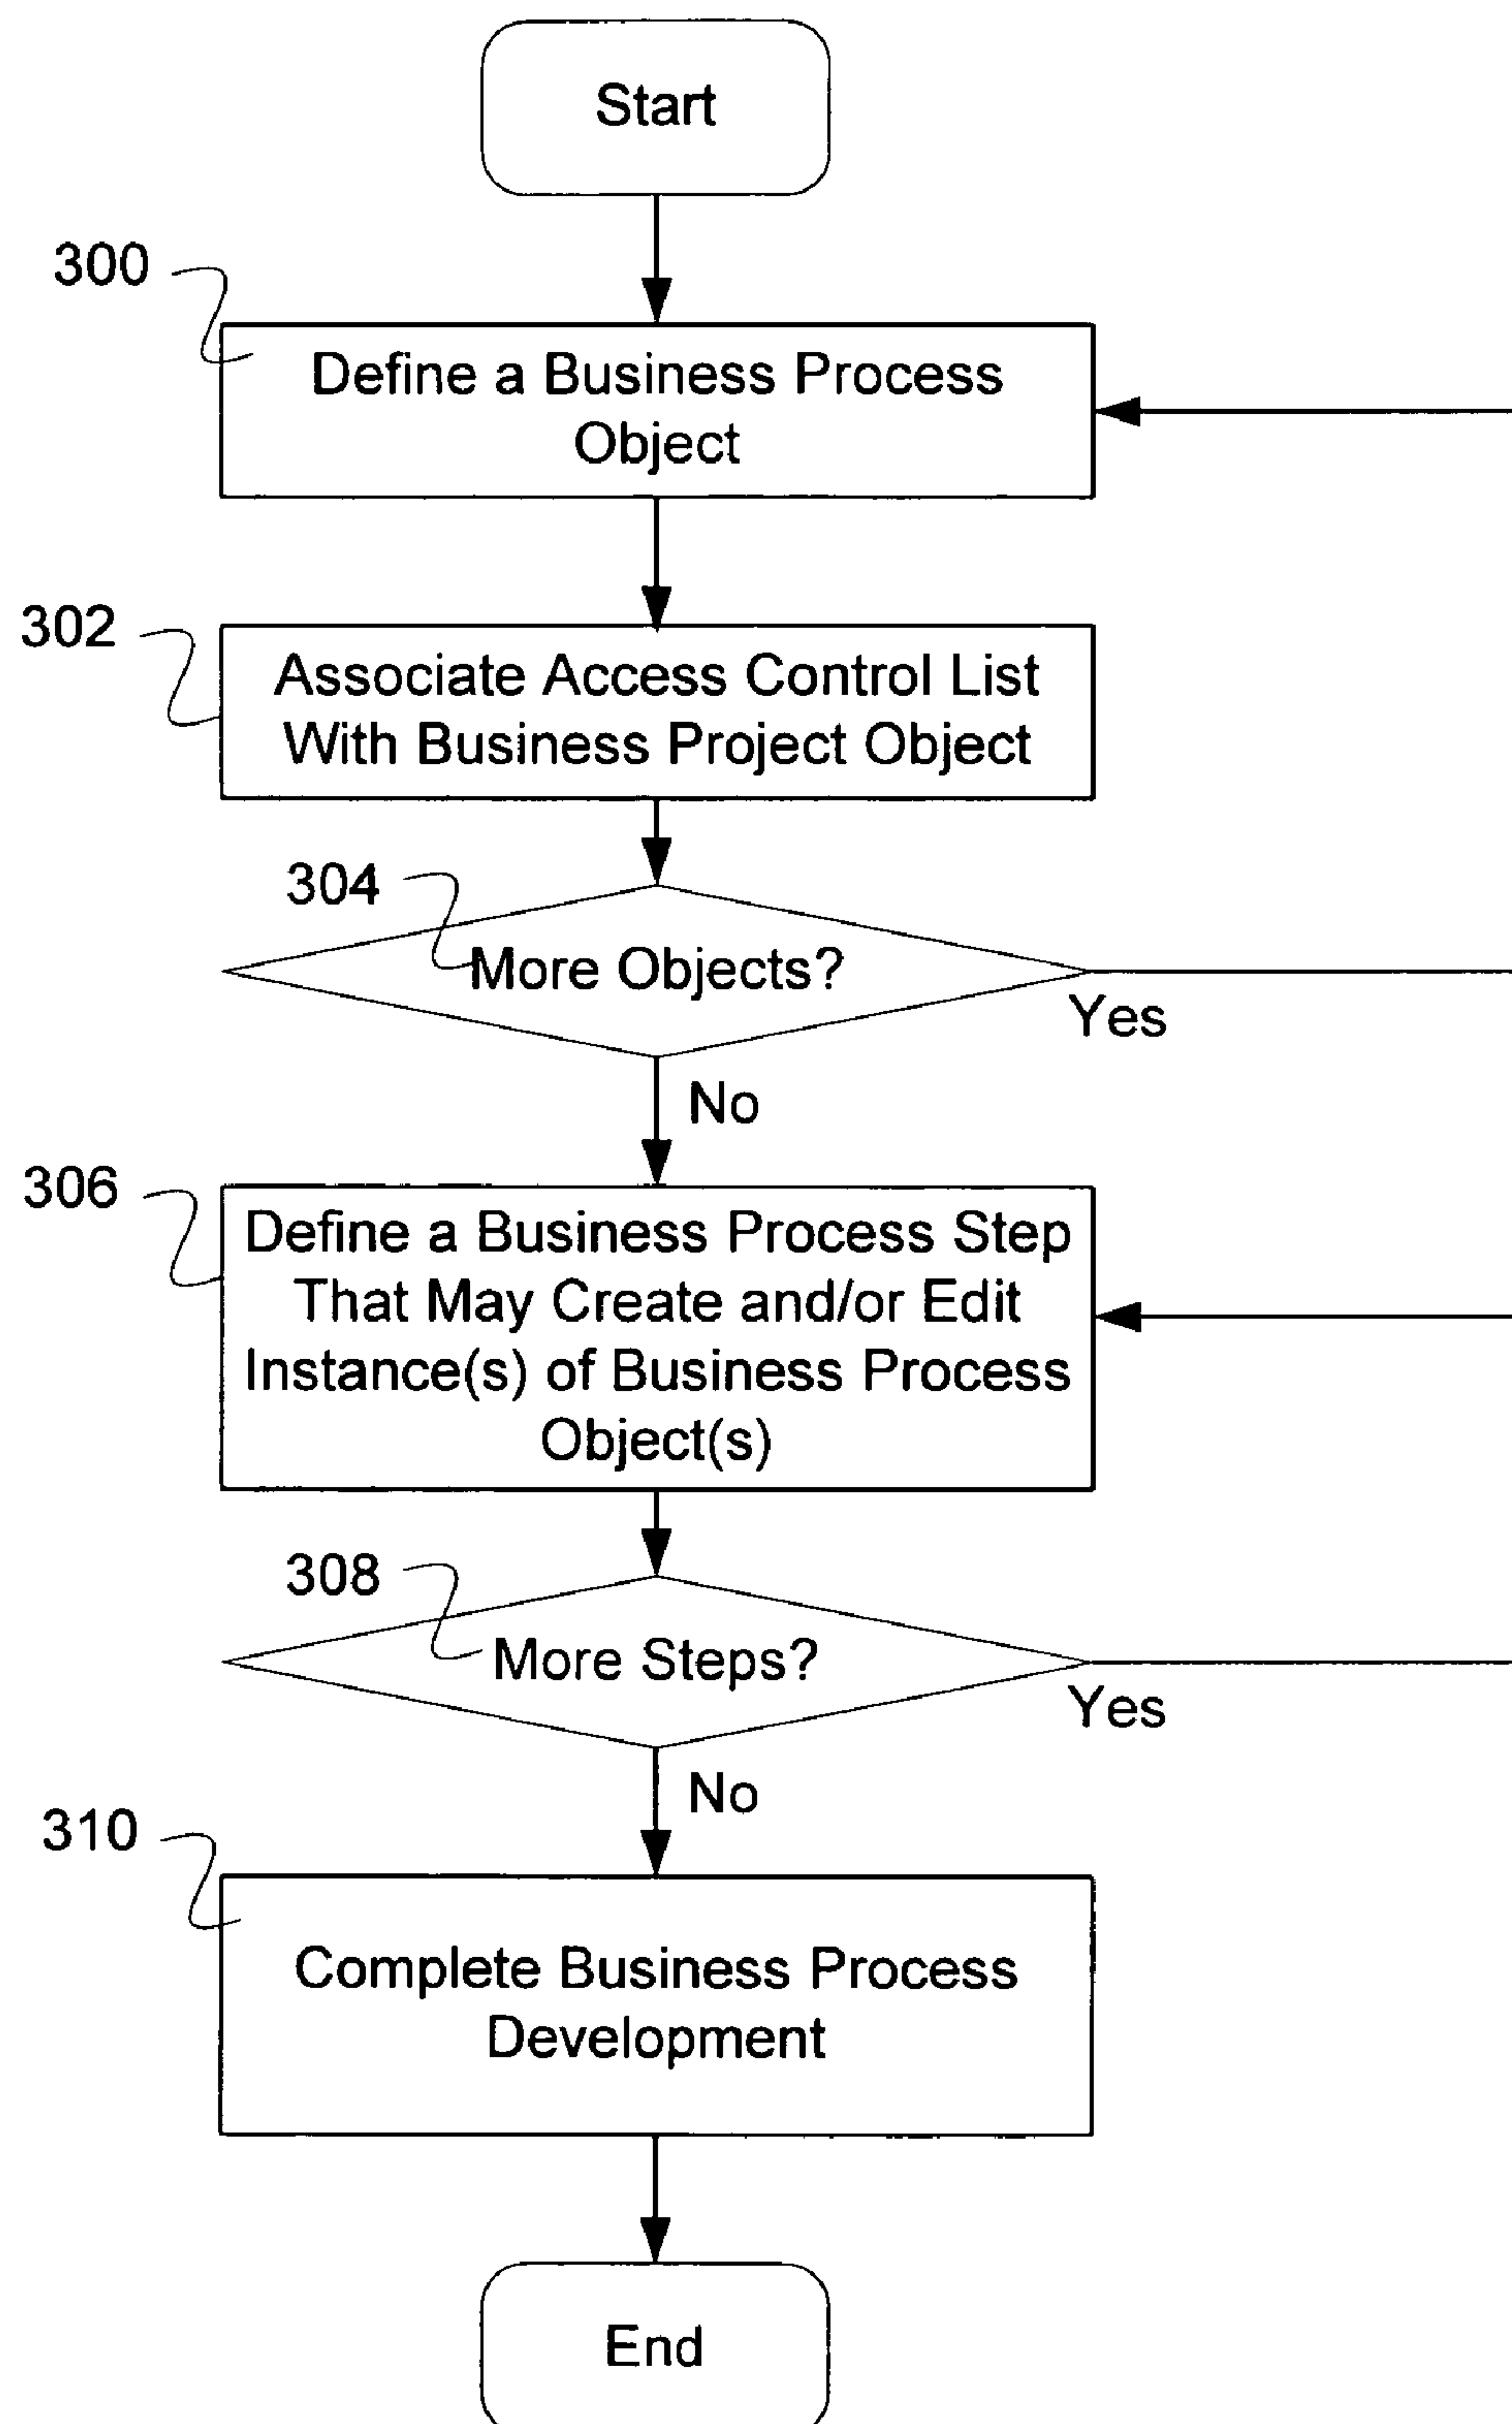 Start
300
Define a Business Process
Object
302
Associate Access Control List
With Business Project Object
304
More Objects?
Yes
No
306
Define a Business Process Step
That May Create and/or Edit
Instance(s) of Business Process
Object(s)
308
More Steps?
Yes
No
310
Complete Business Process
Development
End